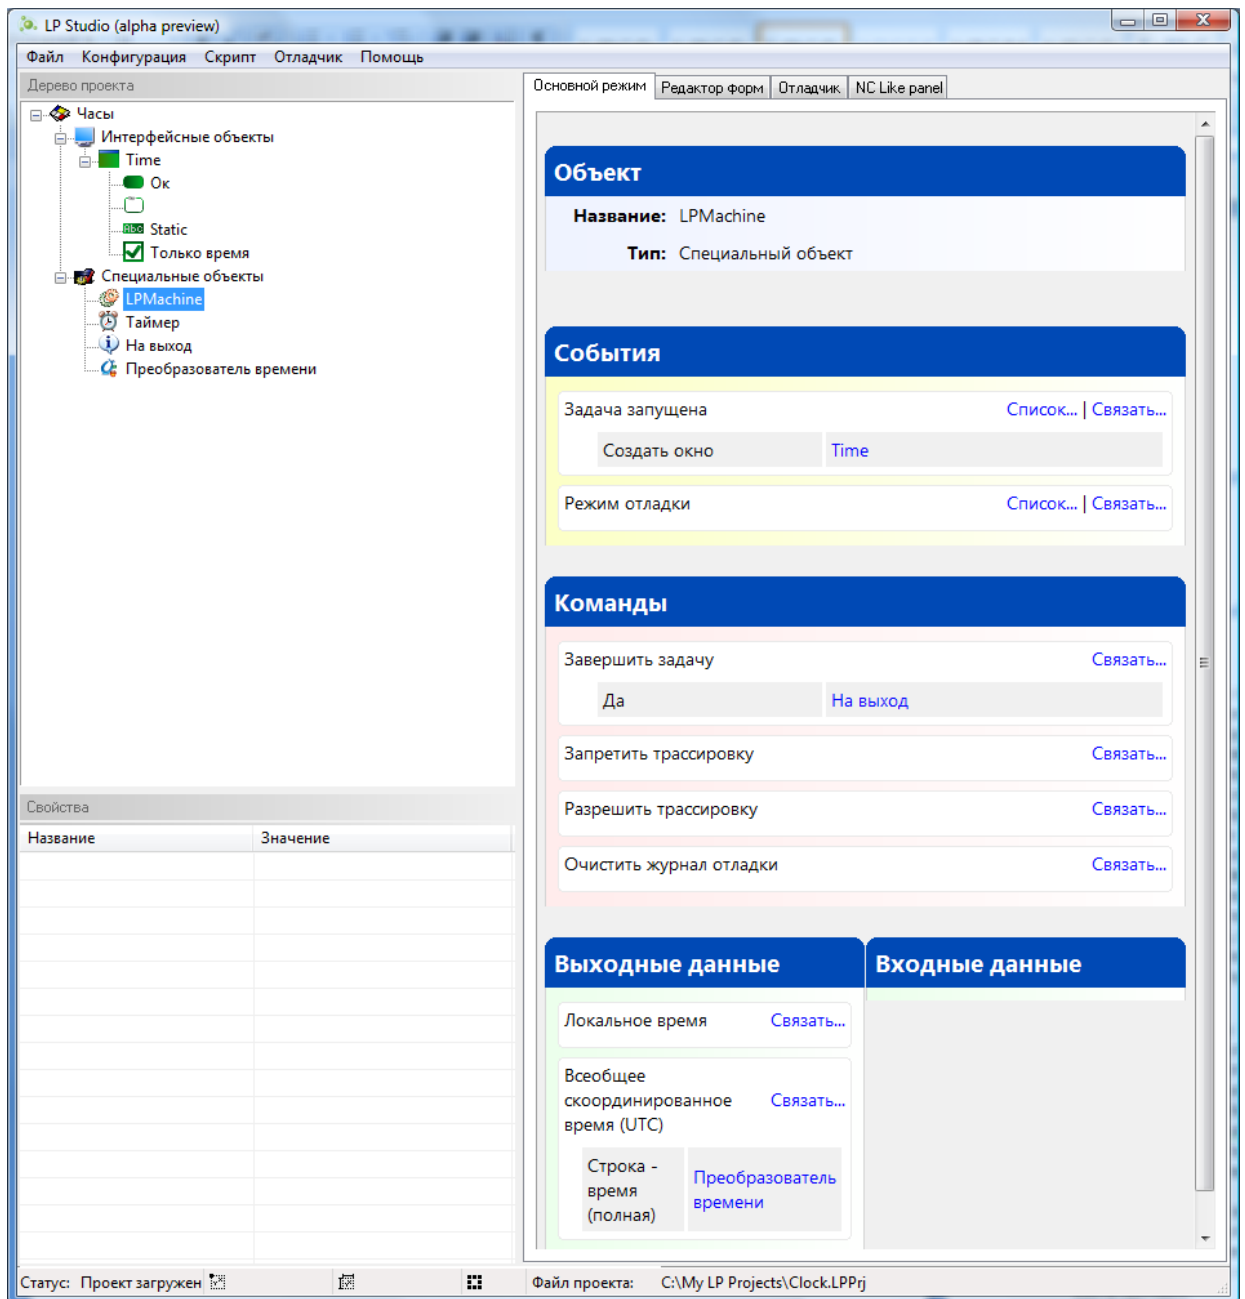 LP Studio (alpha preview)
Файл Конфигурация Скрипт Отладчик Помощь
Дерево проекта
Часы
Интерфейсные объекты
Time
Ок
Abc Static
Только время
Специальные объекты
LPMachine
Таймер
На выход
Преобразователь времени
Свойства
Название Значение
Основной режим Редактор форм Отладчик NC Like panel
Объект
Название: LPMachine
Тип: Специальный объект
События
Задача запущена Список... | Связать...
Создать окно Time
Режим отладки Список... | Связать...
Команды
Завершить задачу Связать...
Да На выход
Запретить трассировку Связать...
Разрешить трассировку Связать...
Очистить журнал отладки Связать...
Выходные данные
Локальное время Связать...
Всеобщее
скоординированное Связать...
время (UTC)
Строка -
время
(полная)
Преобразователь
времени
Входные данные
Статус: Проект загружен Файл проекта: C:\My LP Projects\Clock.LPPrj